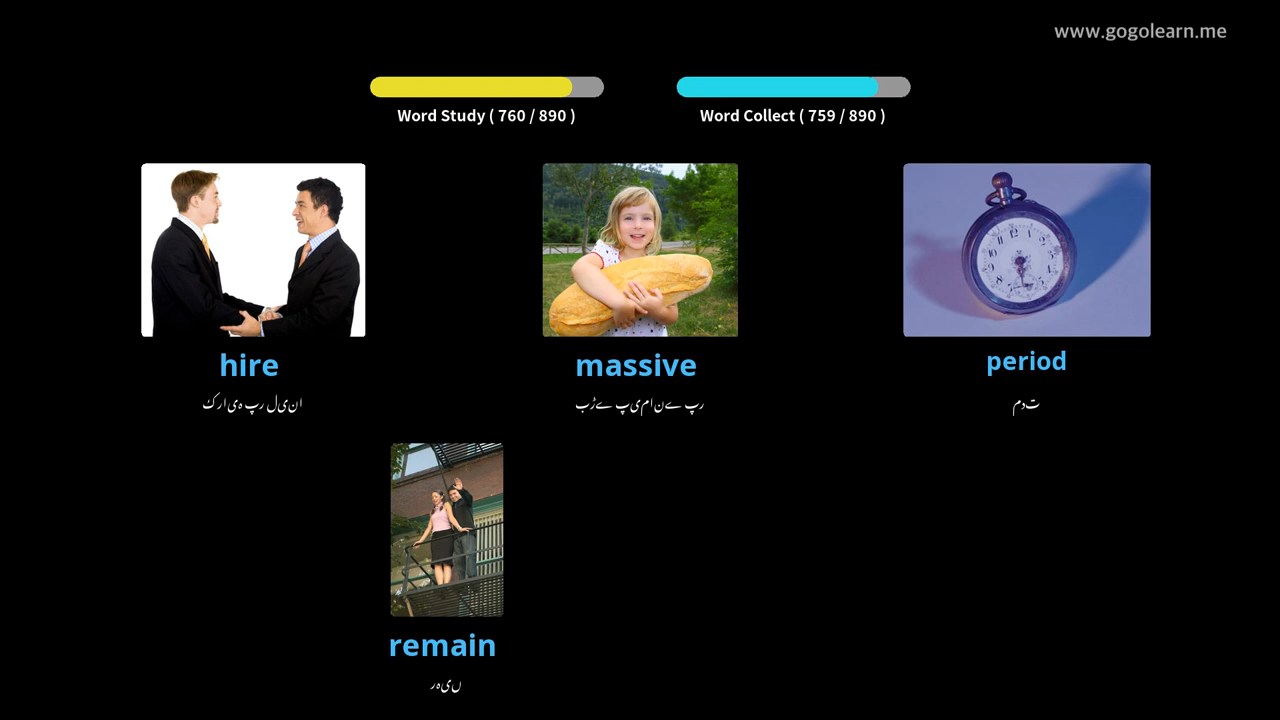 www.gogolearn.me
Word Study ( 760 / 890 )
Word Collect ( 759 / 890 )
hire
massive
period
کرایہ پر لینا
بڑے پیمانے پر
مدت
remain
رہیں